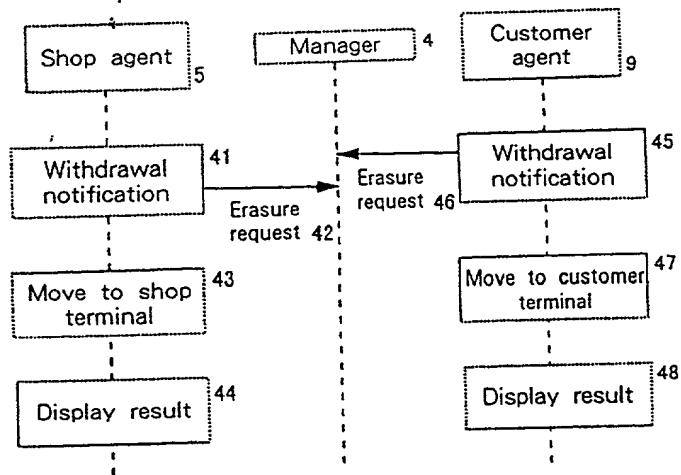 Shop agent
5
Manager
4
Customer
agent
9
Withdrawal
notification
41
Erasure
request 42
Withdrawal
notification
45
Erasure
request 46
Move to shop
terminal
43
Move to customer
terminal
47
Display result
44
Display result
48